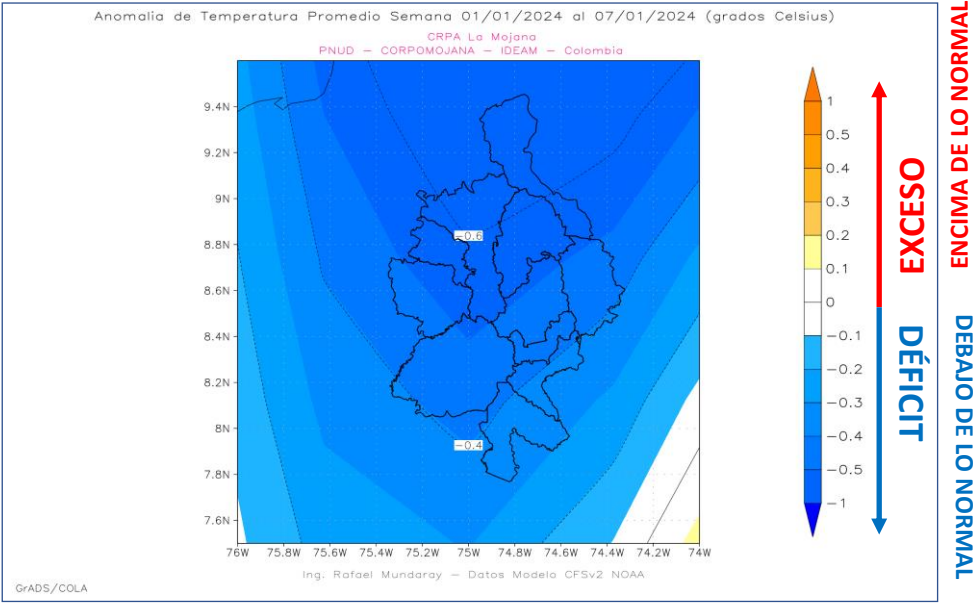 Anomalia de Temperatura Promedio Semana 01/01/2024 al 07/01/2024 (grados Celsius)
CRPA La Mojana
PNUD – CORPOMOJANA – IDEAM – Colombia
9.4N
9.2N
9N
8.8N
8.6N
8.4N
8.2N
8N
7.8N
7.6N
−0.6
−0.4
76W 75.8W 75.6W 75.4W 75.2W 75W 74.8W 74.6W 74.4W 74.2W 74W
1
0.5
0.4
0.3
0.2
0.1
0
−0.1
−0.2
−0.3
−0.4
−0.5
−1
EXCESO
DÉFICIT
ENCIMA DE LO NORMAL
DEBAJO DE LO NORMAL
Ing. Rafael Mundaray – Datos Modelo CFSv2 NOAA
GrADS/COLA